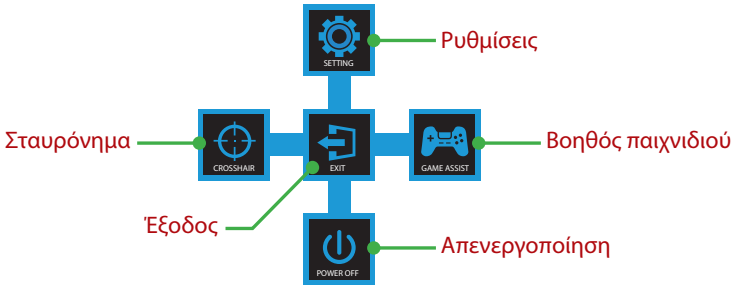 SETTING
Ρυθμίσεις
Σταυρόνημα
CROSSHAIR
EXIT
GAME ASSIST
Βοηθός παιχνιδιού
Έξοδος
POWER OFF
Απενεργοποίηση